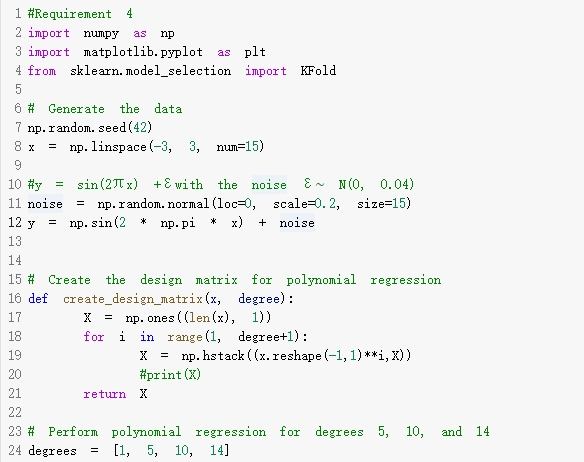 1 #Requirement 4
2 import numpy as np
3 import matplotlib.pyplot as plt
4 from sklearn.model_selection import KFold
5
6 # Generate the data
7 np.random.seed(42)
8 x = np.linspace(-3, 3, num=15)
9
10 #y = sin(2πx) +ε with the noise ε~ N(0, 0.04)
11 noise = np.random.normal(loc=0, scale=0.2, size=15)
12 y = np.sin(2 * np.pi * x) + noise
13
14
15 # Create the design matrix for polynomial regression
16 def create_design_matrix(x, degree):
17 X = np.ones((len(x), 1))
18 for i in range(1, degree+1):
19 X = np.hstack((x.reshape(-1,1)**i,X))
20 #print(X)
21 return X
22
23 # Perform polynomial regression for degrees 5, 10, and 14
24 degrees = [1, 5, 10, 14]